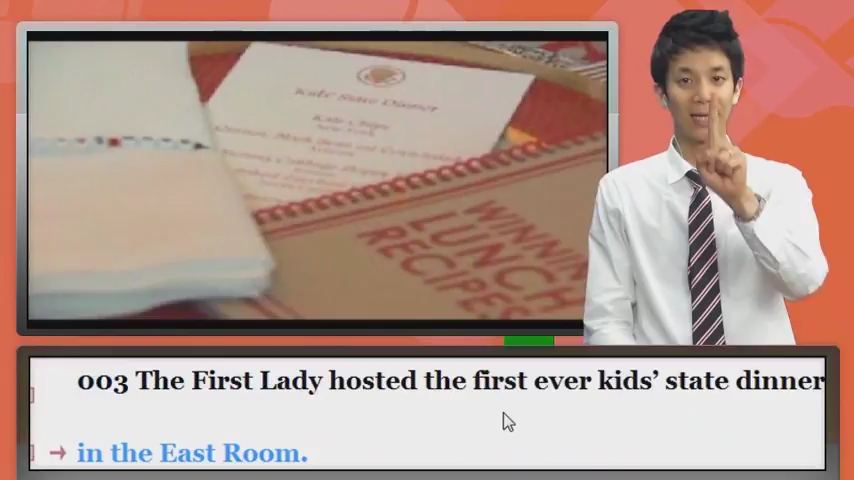 Kids' State Dinner
WINNING
LUNCH
RECIPES
003 The First Lady hosted the first ever kids’ state dinner
→ in the East Room.